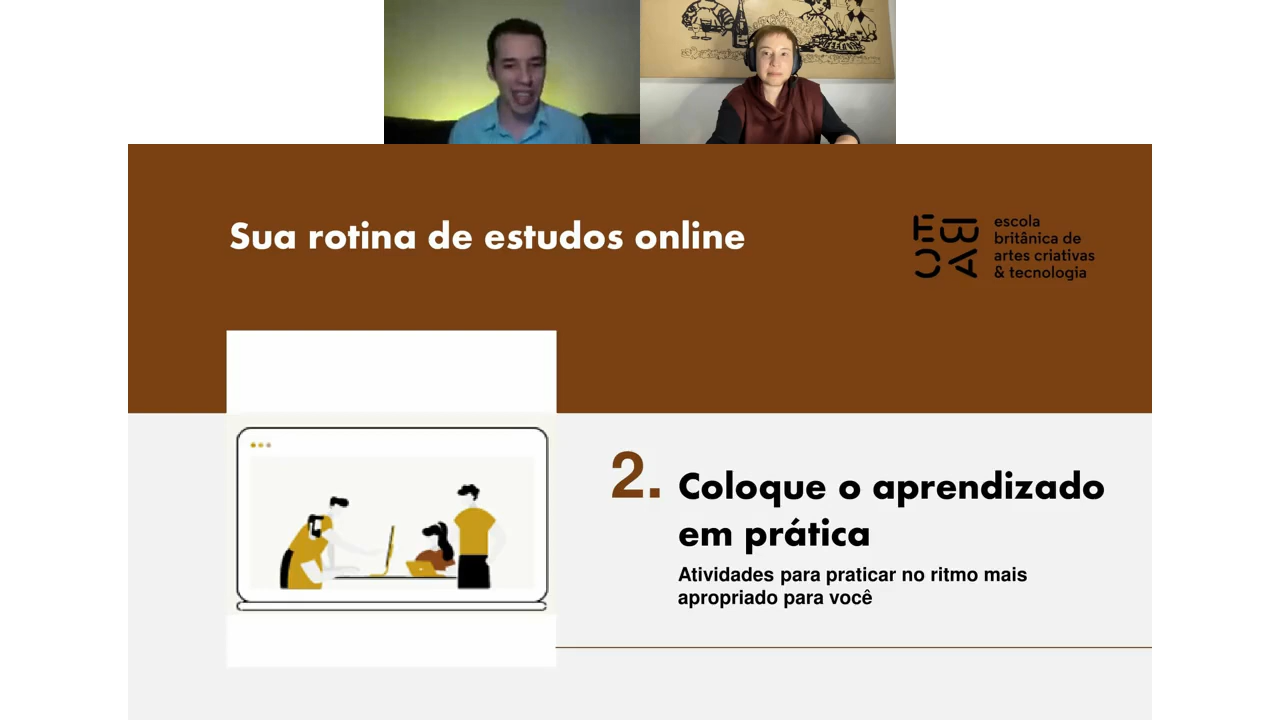 Sua rotina de estudos online
EBAC
escola
britânica de
artes criativas
& tecnologia
2. Coloque o aprendizado
em prática
Atividades para praticar no ritmo mais
apropriado para você